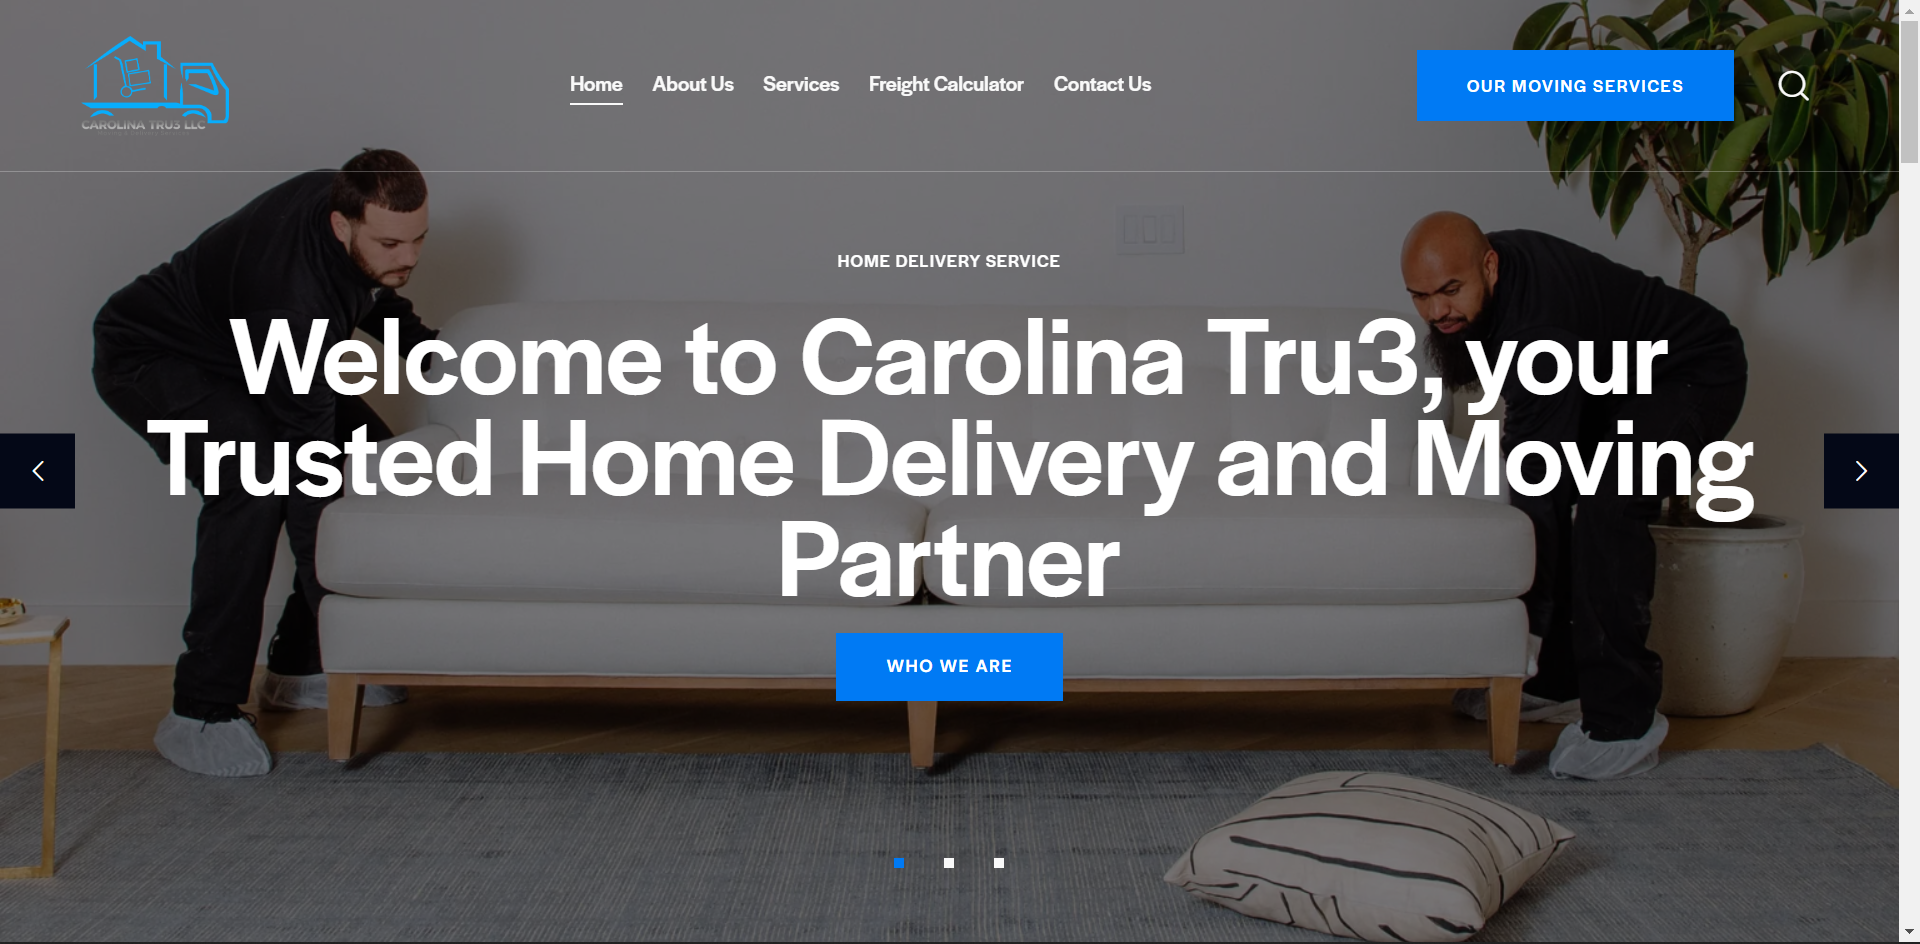 CAROLINA TRU3 LLC
Home
About Us
Services
Freight Calculator
Contact Us
OUR MOVING SERVICES
HOME DELIVERY SERVICE
Welcome to Carolina Tru3, your
Trusted Home Delivery and Moving
Partner
WHO WE ARE